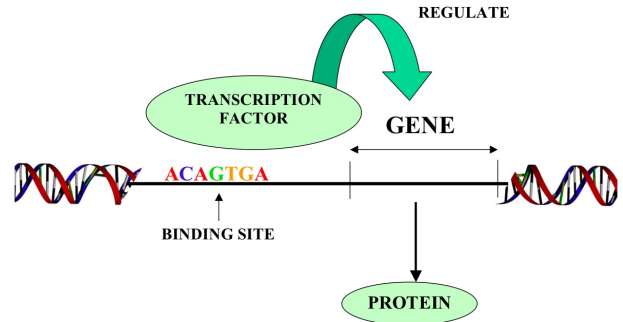 REGULATE
TRANSCRIPTION
FACTOR
GENE
ACAGTGA
BINDING SITE
PROTEIN